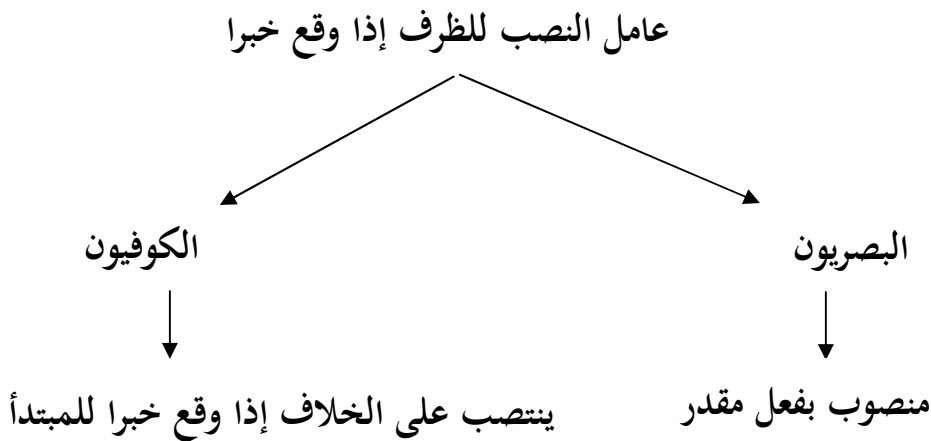 عامل النصب للظرف إذا وقع خبرا
البصريون
الكوفيون
منصوب بفعل مقدر
ينتصب على الخلاف إذا وقع خبرا للمبتدأ